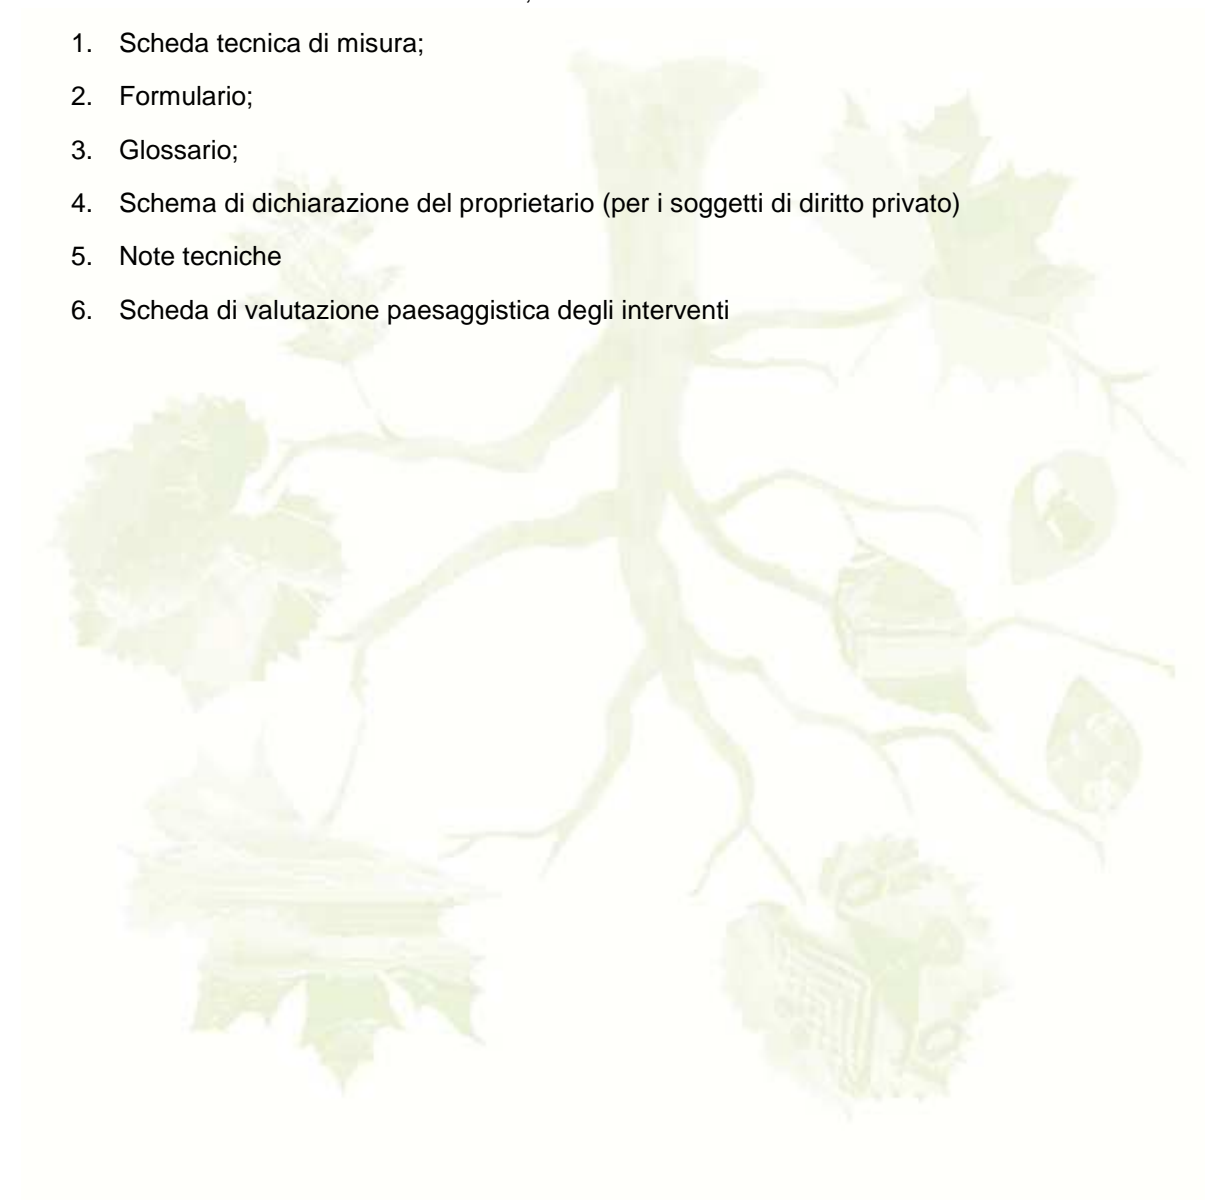 1. Scheda tecnica di misura;
2. Formulario;
3. Glossario;
4. Schema di dichiarazione del proprietario (per i soggetti di diritto privato)
5. Note tecniche
6. Scheda di valutazione paesaggistica degli interventi